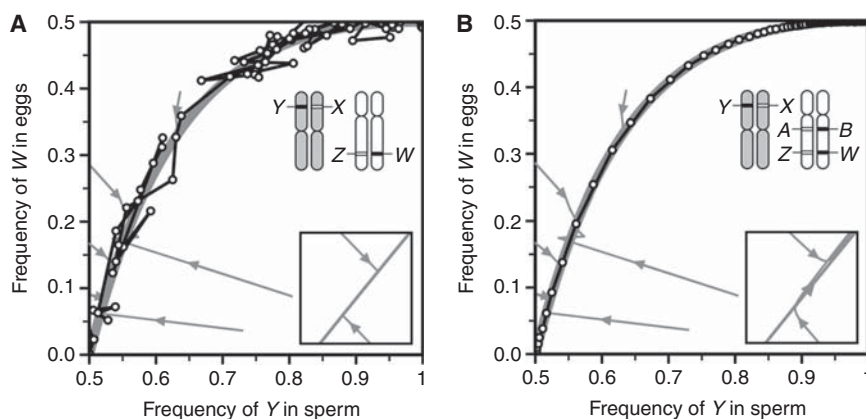 A
Frequency of W in eggs
0.5
0.4
0.3
0.2
0.1
0.0
Y X
Z W
0.5 0.6 0.7 0.8 0.9 1
Frequency of Y in sperm
B
Frequency of W in eggs
0.5
0.4
0.3
0.2
0.1
0.0
Y X
A B
Z W
0.5 0.6 0.7 0.8 0.9 1
Frequency of Y in sperm